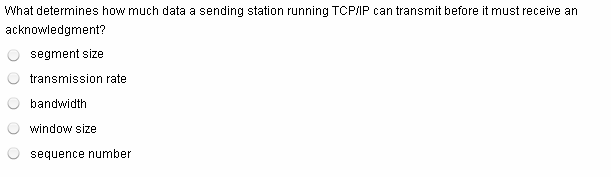 What determines how much data a sending station running TCP/IP can transmit before it must receive an
acknowledgment?
segment size
transmission rate
bandwidth
window size
sequence number